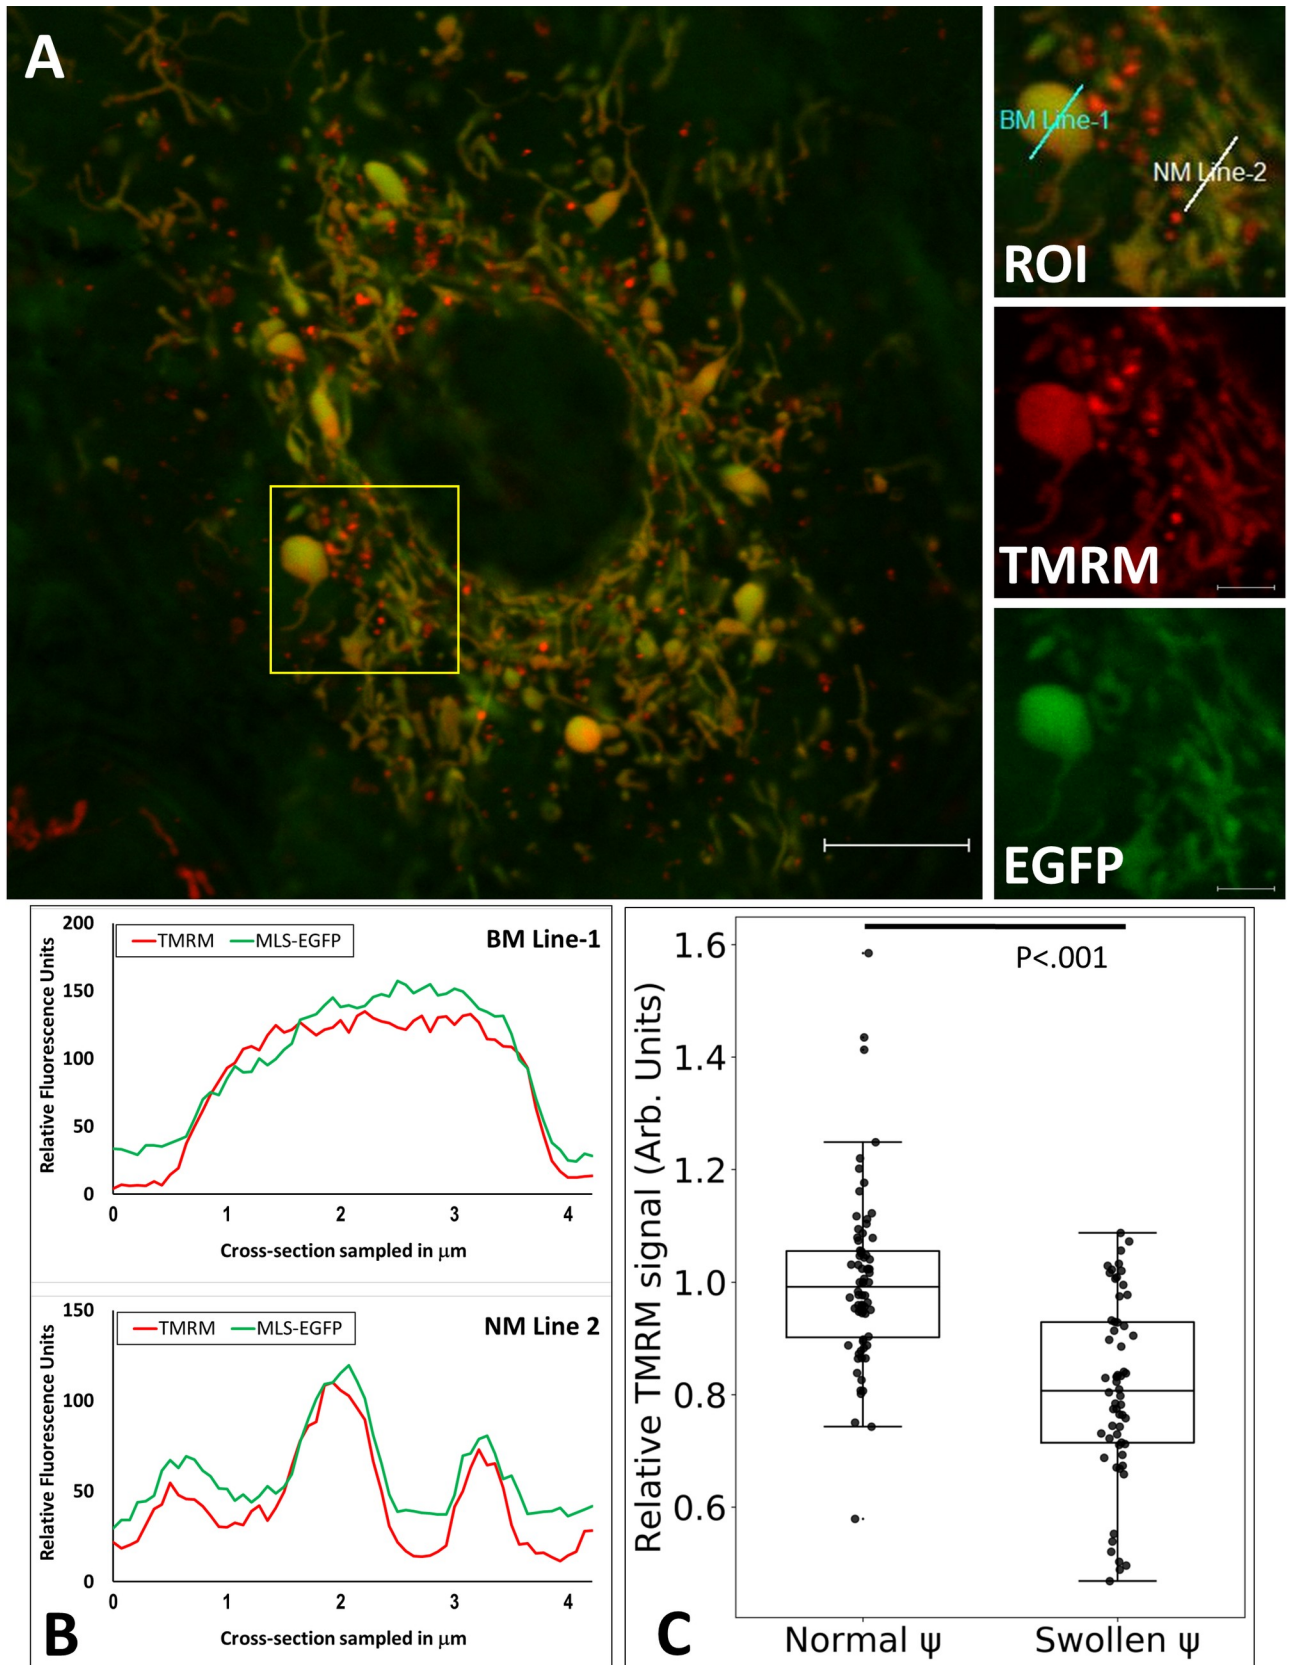 A
BM Line-1
NM Line-2
ROI
TMRM
EGFP
200
150
100
50
0
Relative Fluorescence Units
TMRM MLS-EGFP
BM Line-1
0 1 2 3 4
Cross-section sampled in μm
150
100
50
0
Relative Fluorescence Units
TMRM MLS-EGFP
NM Line 2
0 1 2 3 4
Cross-section sampled in μm
B
1.6
1.4
1.2
1.0
0.8
0.6
Relative TMRM signal (Arb. Units)
P<.001
Normal ψ Swollen ψ
C